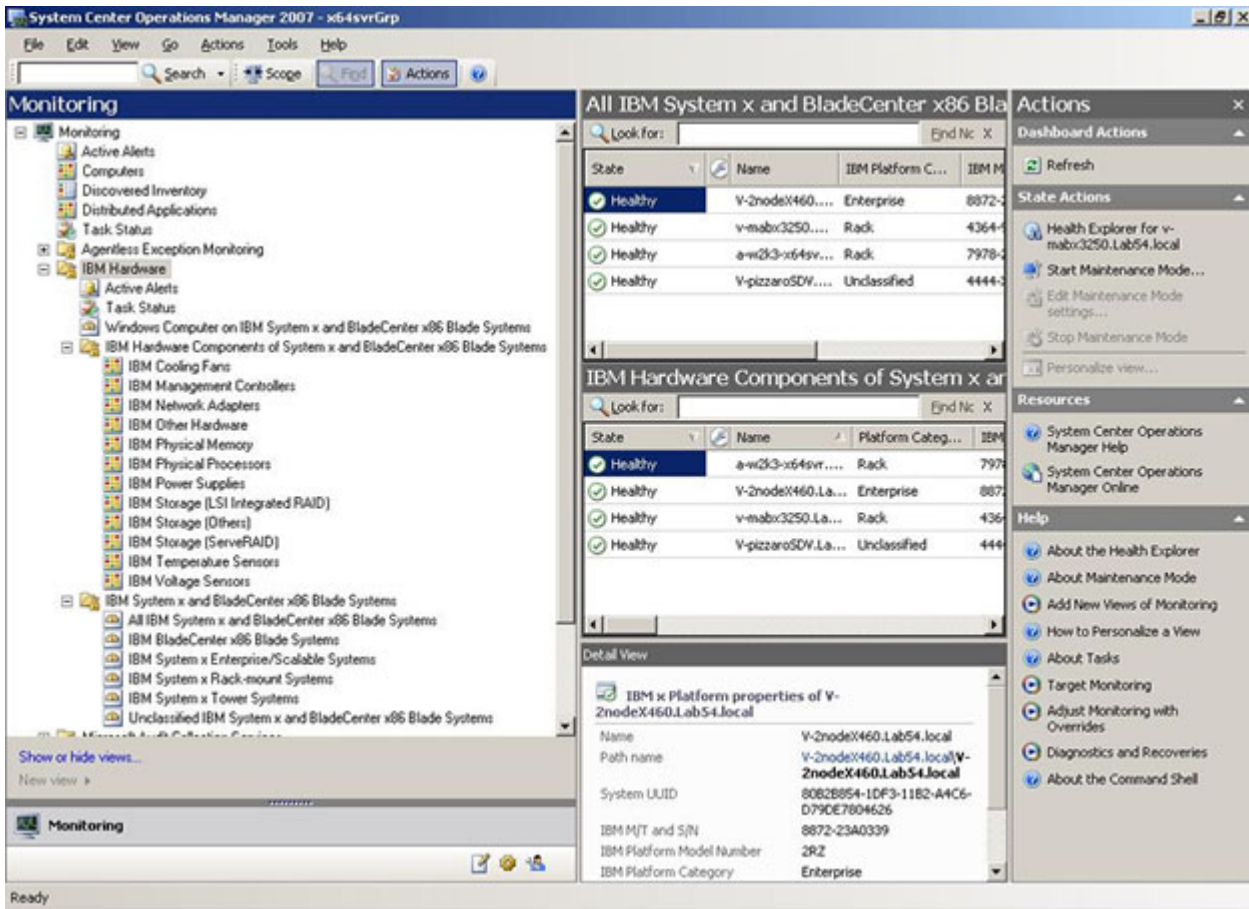 System Center Operations Manager 2007 - x64svrGrp
File Edit View Go Actions Tools Help
Search Scope Find Actions
Monitoring
Monitoring
Active Alerts
Computers
Discovered Inventory
Distributed Applications
Task Status
Agentless Exception Monitoring
IBM Hardware
Active Alerts
Task Status
Windows Computer on IBM System x and BladeCenter x86 Blade Systems
IBM Hardware Components of System x and BladeCenter x86 Blade Systems
IBM Cooling Fans
IBM Management Controllers
IBM Network Adapters
IBM Other Hardware
IBM Physical Memory
IBM Physical Processors
IBM Power Supplies
IBM Storage (LSI Integrated RAID)
IBM Storage (Others)
IBM Storage (ServeRAID)
IBM Temperature Sensors
IBM Voltage Sensors
IBM System x and BladeCenter x86 Blade Systems
All IBM System x and BladeCenter x86 Blade Systems
IBM BladeCenter x86 Blade Systems
IBM System x Enterprise/Scalable Systems
IBM System x Rack-mount Systems
IBM System x Tower Systems
Unclassified IBM System x and BladeCenter x86 Blade Systems
Show or hide views...
New view
Monitoring
Ready
All IBM System x and BladeCenter x86 Bla
Look for: Find Nc X
State Name IBM Platform C... IBM M
Healthy V-2nodeX460.... Enterprise 8872-2
Healthy v-mabx3250.... Rack 4364-9
Healthy a-w2k3-x64sv... Rack 7978-2
Healthy V-pizzaroSDV.... Unclassified 4444-3
IBM Hardware Components of System x ar
Look for: Find Nc X
State Name Platform Categ... IBM
Healthy a-w2k3-x64svr.... Rack 797
Healthy V-2nodeX460.La... Enterprise 887
Healthy v-mabx3250.La... Rack 436
Healthy V-pizzaroSDV.La... Unclassified 444
Detail View
IBM x Platform properties of V-
2nodeX460.Lab54.local
Name V-2nodeX460.Lab54.local
Path name V-2nodeX460.Lab54.local\V-
2nodeX460.Lab54.local
System UUID 80B2B854-1DF3-11B2-A4C6-
D79DE7804626
IBM M/T and S/N 8872-23A0339
IBM Platform Model Number 2RZ
IBM Platform Category Enterprise
Actions
Dashboard Actions
Refresh
State Actions
Health Explorer for v-
mabx3250.Lab54.local
Start Maintenance Mode...
Edit Maintenance Mode
settings...
Stop Maintenance Mode
Personalize view...
Resources
System Center Operations
Manager Help
System Center Operations
Manager Online
Help
About the Health Explorer
About Maintenance Mode
Add New Views of Monitoring
How to Personalize a View
About Tasks
Target Monitoring
Adjust Monitoring with
Overrides
Diagnostics and Recoveries
About the Command Shell